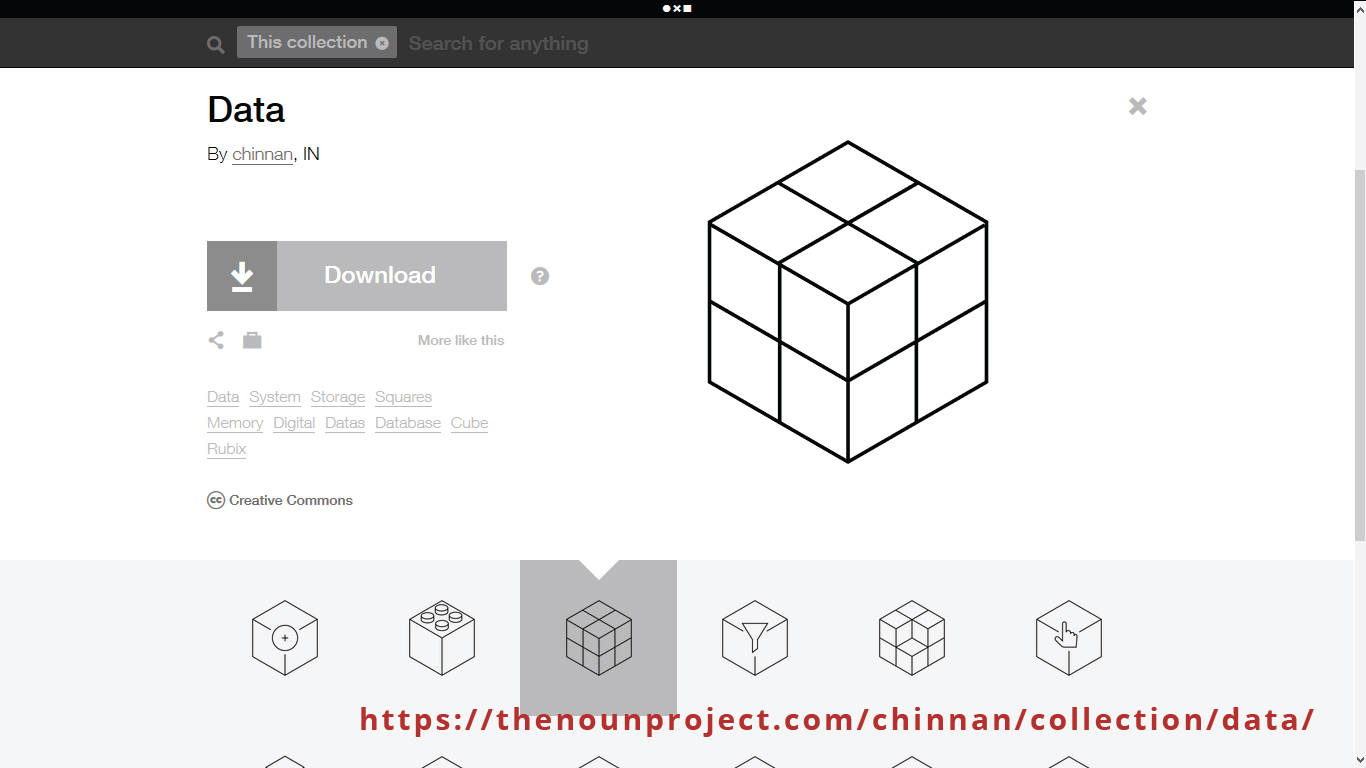 This collection Search for anything
Data
By chinnan, IN
Download
?
More like this
Data System Storage Squares
Memory Digital Datas Database Cube
Rubix
cc Creative Commons
https://thenounproject.com/chinnan/collection/data/